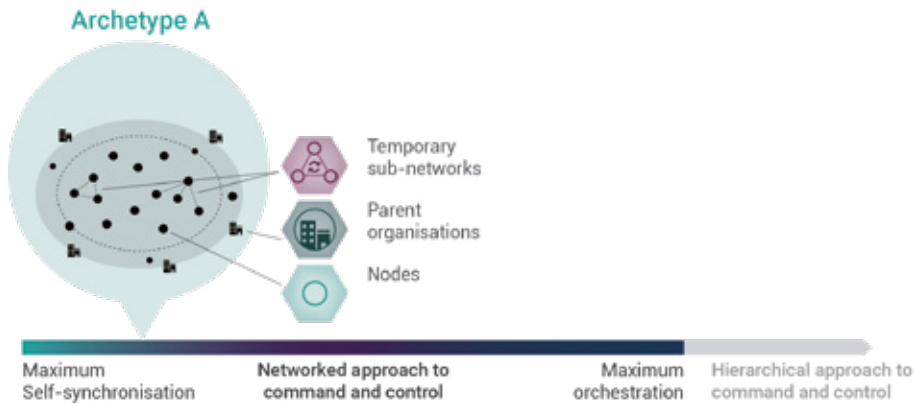 Archetype A
Temporary
sub-networks
Parent
organisations
Nodes
Maximum
Self-synchronisation
Networked approach to
command and control
Maximum
orchestration
Hierarchical approach to
command and control